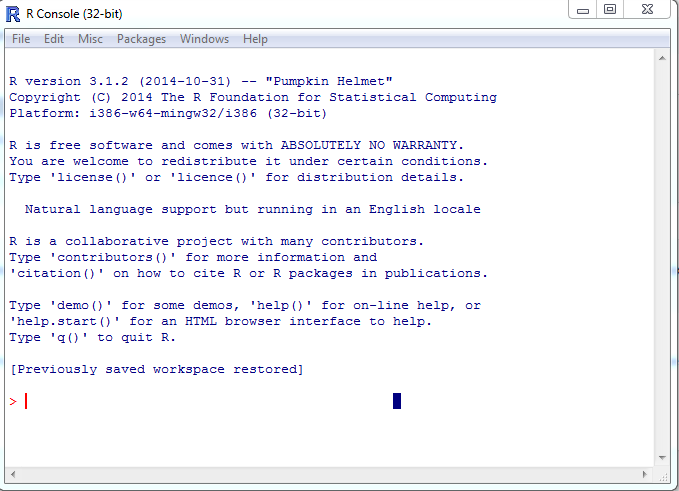 R Console (32-bit)
File Edit Misc Packages Windows Help
R version 3.1.2 (2014-10-31) -- "Pumpkin Helmet"
Copyright (C) 2014 The R Foundation for Statistical Computing
Platform: i386-w64-mingw32/i386 (32-bit)
R is free software and comes with ABSOLUTELY NO WARRANTY.
You are welcome to redistribute it under certain conditions.
Type 'license()' or 'licence()' for distribution details.
Natural language support but running in an English locale
R is a collaborative project with many contributors.
Type 'contributors()' for more information and
'citation()' on how to cite R or R packages in publications.
Type 'demo()' for some demos, 'help()' for on-line help, or
'help.start()' for an HTML browser interface to help.
Type 'q()' to quit R.
[Previously saved workspace restored]
>